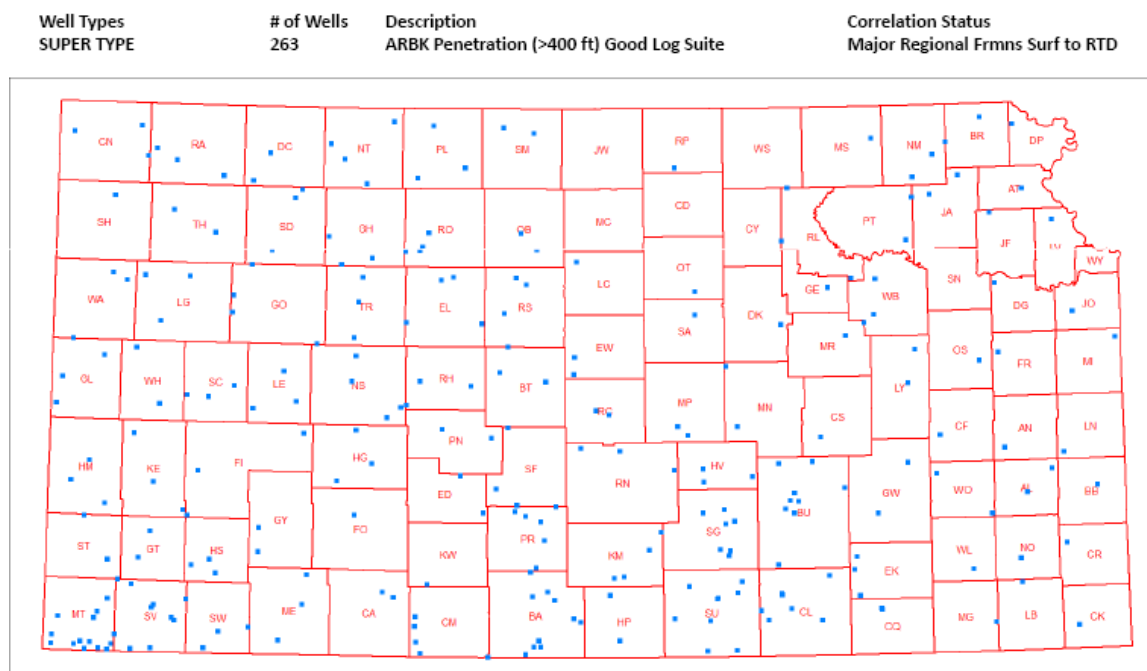 Well Types # of Wells Description Correlation Status
SUPER TYPE 263 ARBK Penetration (>400 ft) Good Log Suite Major Regional Frmns Surf to RTD
CN RA DC NT PL SM JW RP WS MS NM BR DP
SH TH SD GH RO OB MC CD CY RL PT JA AT
JF LV WY
WA LG GO TR EL RS LC OT DK GE WB SN DG JO
GL WH SC LE NS RH BT EW SA MR LY OS FR MI
RC MP MN CS CF AN LN
HM KE FI HG PN SF RN HV BU GW WO AL BB
ED
GY FO SG
ST GT HS KW PR KM EK WL NO CR
MT SV SW ME CA CM BA HP SU CL CQ MG LB CK